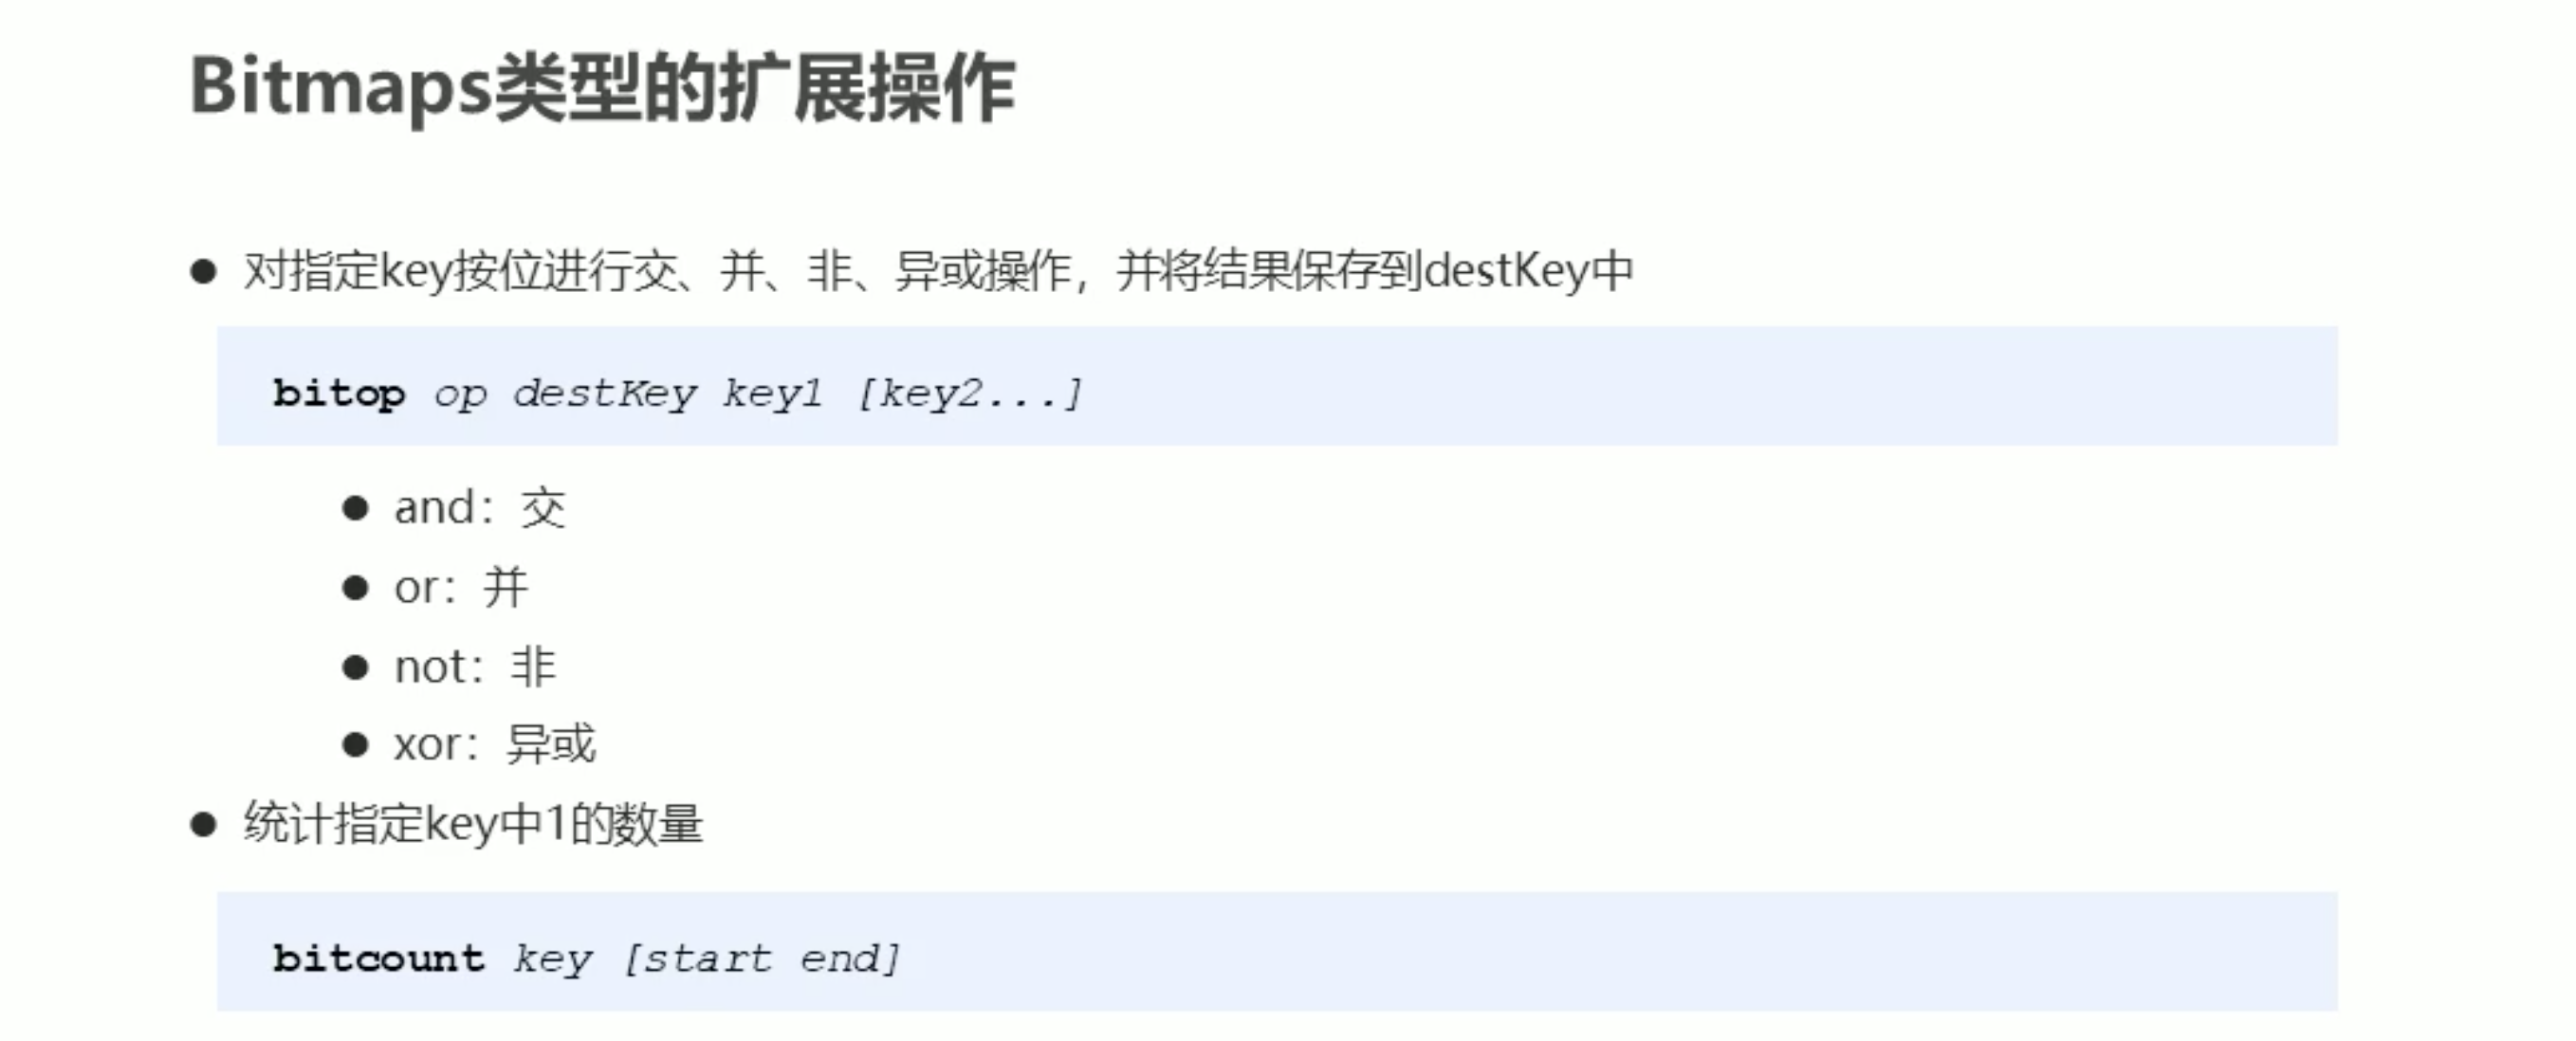 Bitmaps类型的扩展操作
● 对指定key按位进行交、并、非、异或操作，并将结果保存到destKey中
bitop op destKey key1 [key2...]
● and：交
● or：并
● not：非
● xor：异或
● 统计指定key中1的数量
bitcount key [start end]